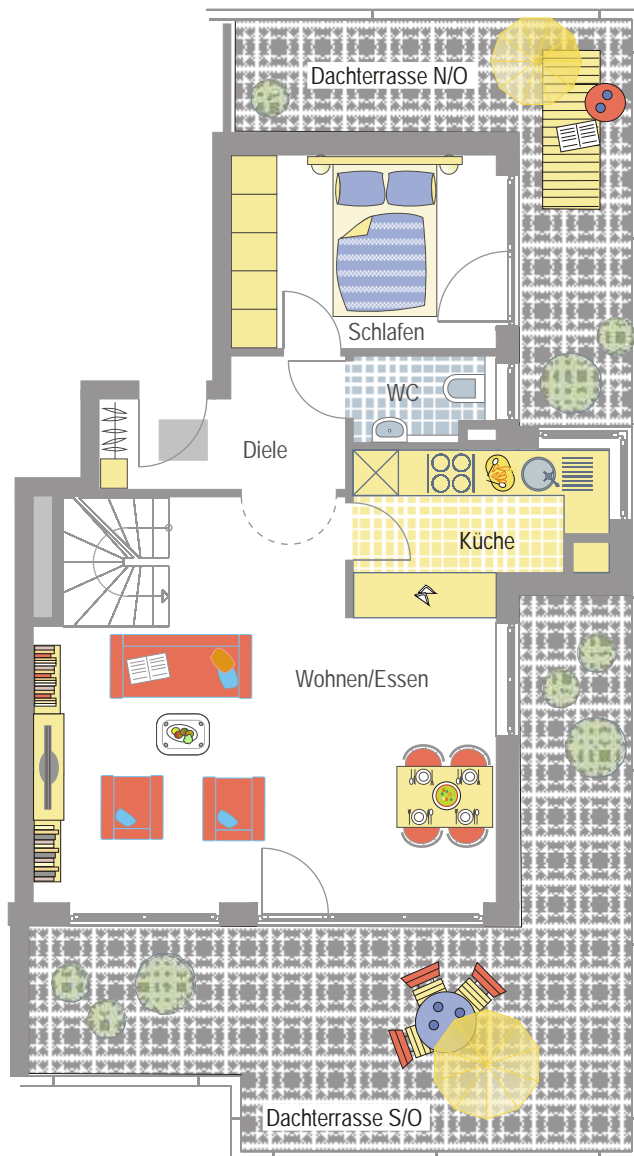 Dachterrasse N/O
Schlafen
WC
Diele
Küche
Wohnen/Essen
Dachterrasse S/O